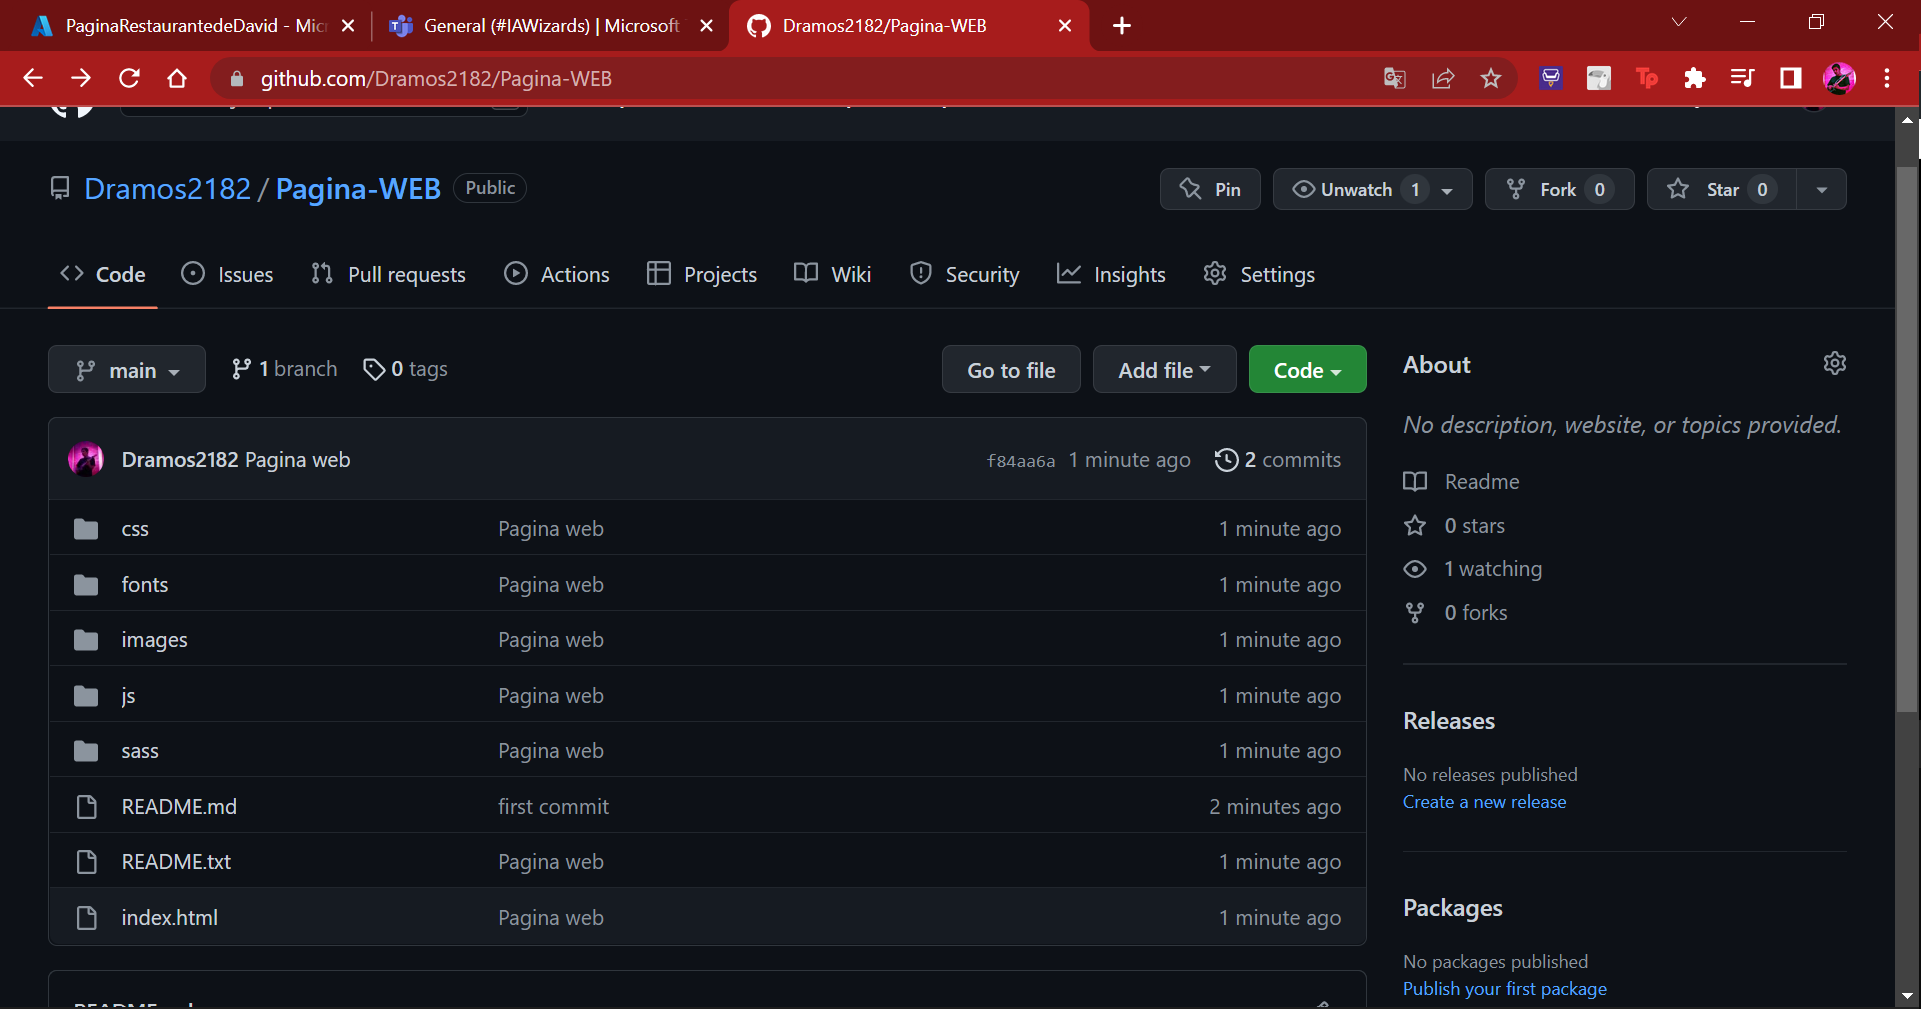 PaginaRestaurantedeDavid - Mic
General (#IAWizards) | Microsoft
Dramos2182/Pagina-WEB
github.com/Dramos2182/Pagina-WEB
Dramos2182 / Pagina-WEB Public
Pin
Unwatch 1
Fork 0
Star 0
Code
Issues
Pull requests
Actions
Projects
Wiki
Security
Insights
Settings
main
1 branch
0 tags
Go to file
Add file
Code
Dramos2182 Pagina web f84aa6a 1 minute ago 2 commits
css Pagina web 1 minute ago
fonts Pagina web 1 minute ago
images Pagina web 1 minute ago
js Pagina web 1 minute ago
sass Pagina web 1 minute ago
README.md first commit 2 minutes ago
README.txt Pagina web 1 minute ago
index.html Pagina web 1 minute ago
About
No description, website, or topics provided.
Readme
0 stars
1 watching
0 forks
Releases
No releases published
Create a new release
Packages
No packages published
Publish your first package